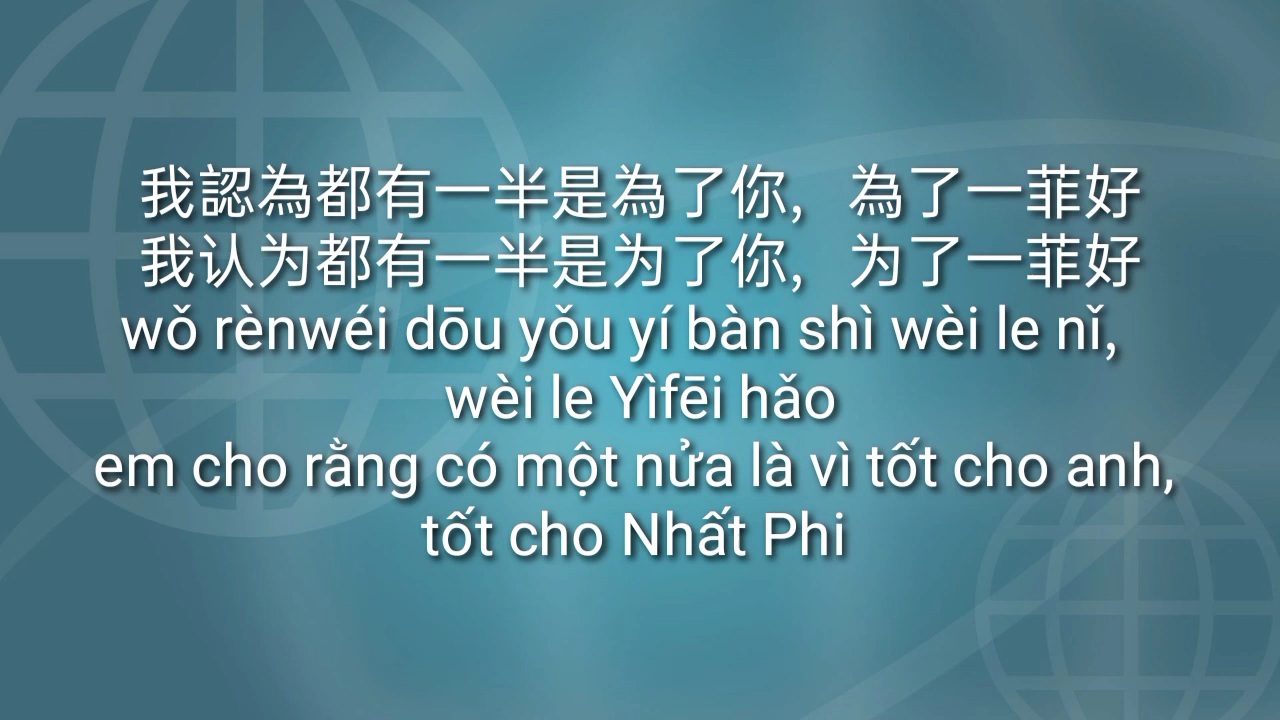 我認為都有一半是為了你，為了一菲好
我认为都有一半是为了你，为了一菲好
wǒ rènwéi dōu yǒu yí bàn shì wèi le nǐ,
wèi le Yìfēi hǎo
em cho rằng có một nửa là vì tốt cho anh,
tốt cho Nhất Phi